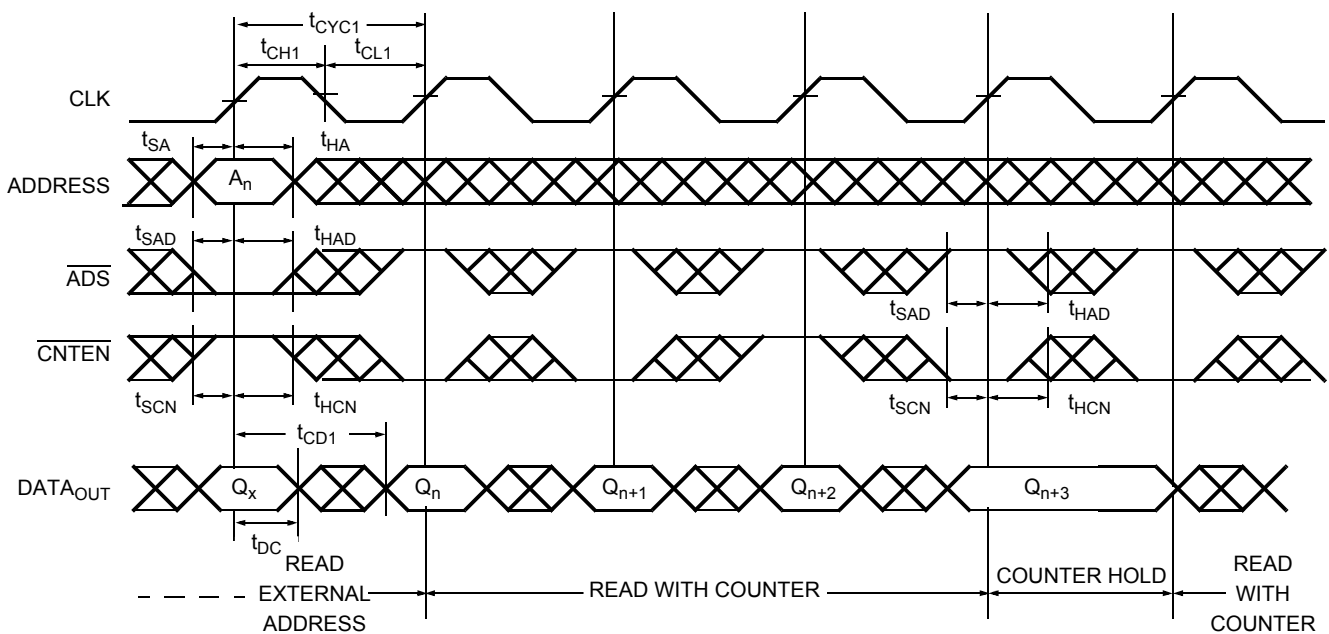 tCYC1
tCH1 tCL1
CLK
tSA tHA
ADDRESS An
tSAD tHAD
ADS
tSAD tHAD
CNTEN
tSCN tHCN tSCN tHCN
tCD1
DATAOUT Qx Qn Qn+1 Qn+2 Qn+3
tDC
READ EXTERNAL ADDRESS
READ WITH COUNTER
COUNTER HOLD
READ WITH COUNTER